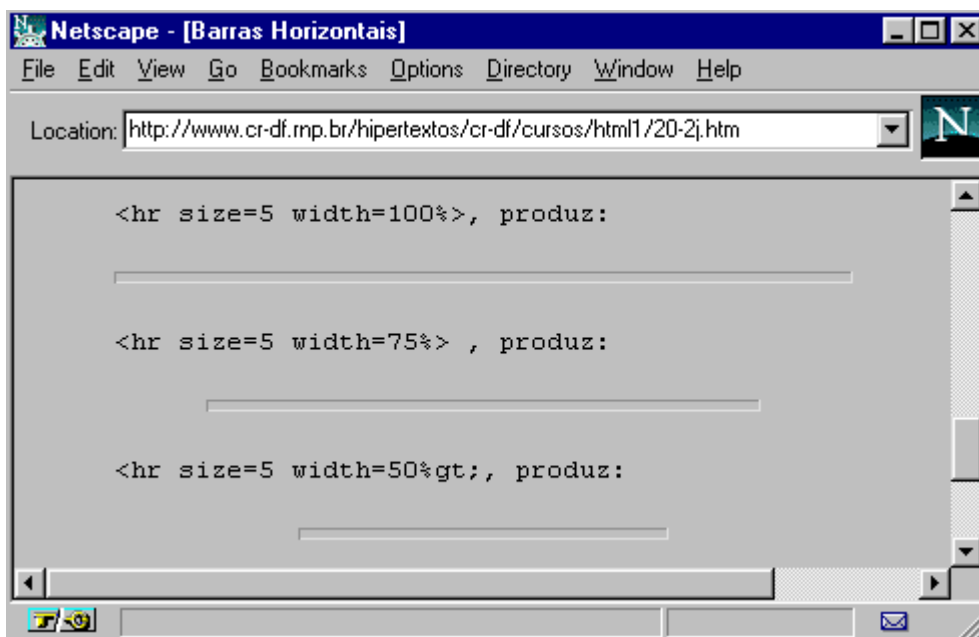 Netscape - [Barras Horizontais]
File Edit View Go Bookmarks Options Directory Window Help
Location: http://www.cr-df.rnp.br/hipertextos/cr-df/cursos/html1/20-2j.htm
N
<hr size=5 width=100%>, produz:
<hr size=5 width=75%> , produz:
<hr size=5 width=50%gt;, produz: